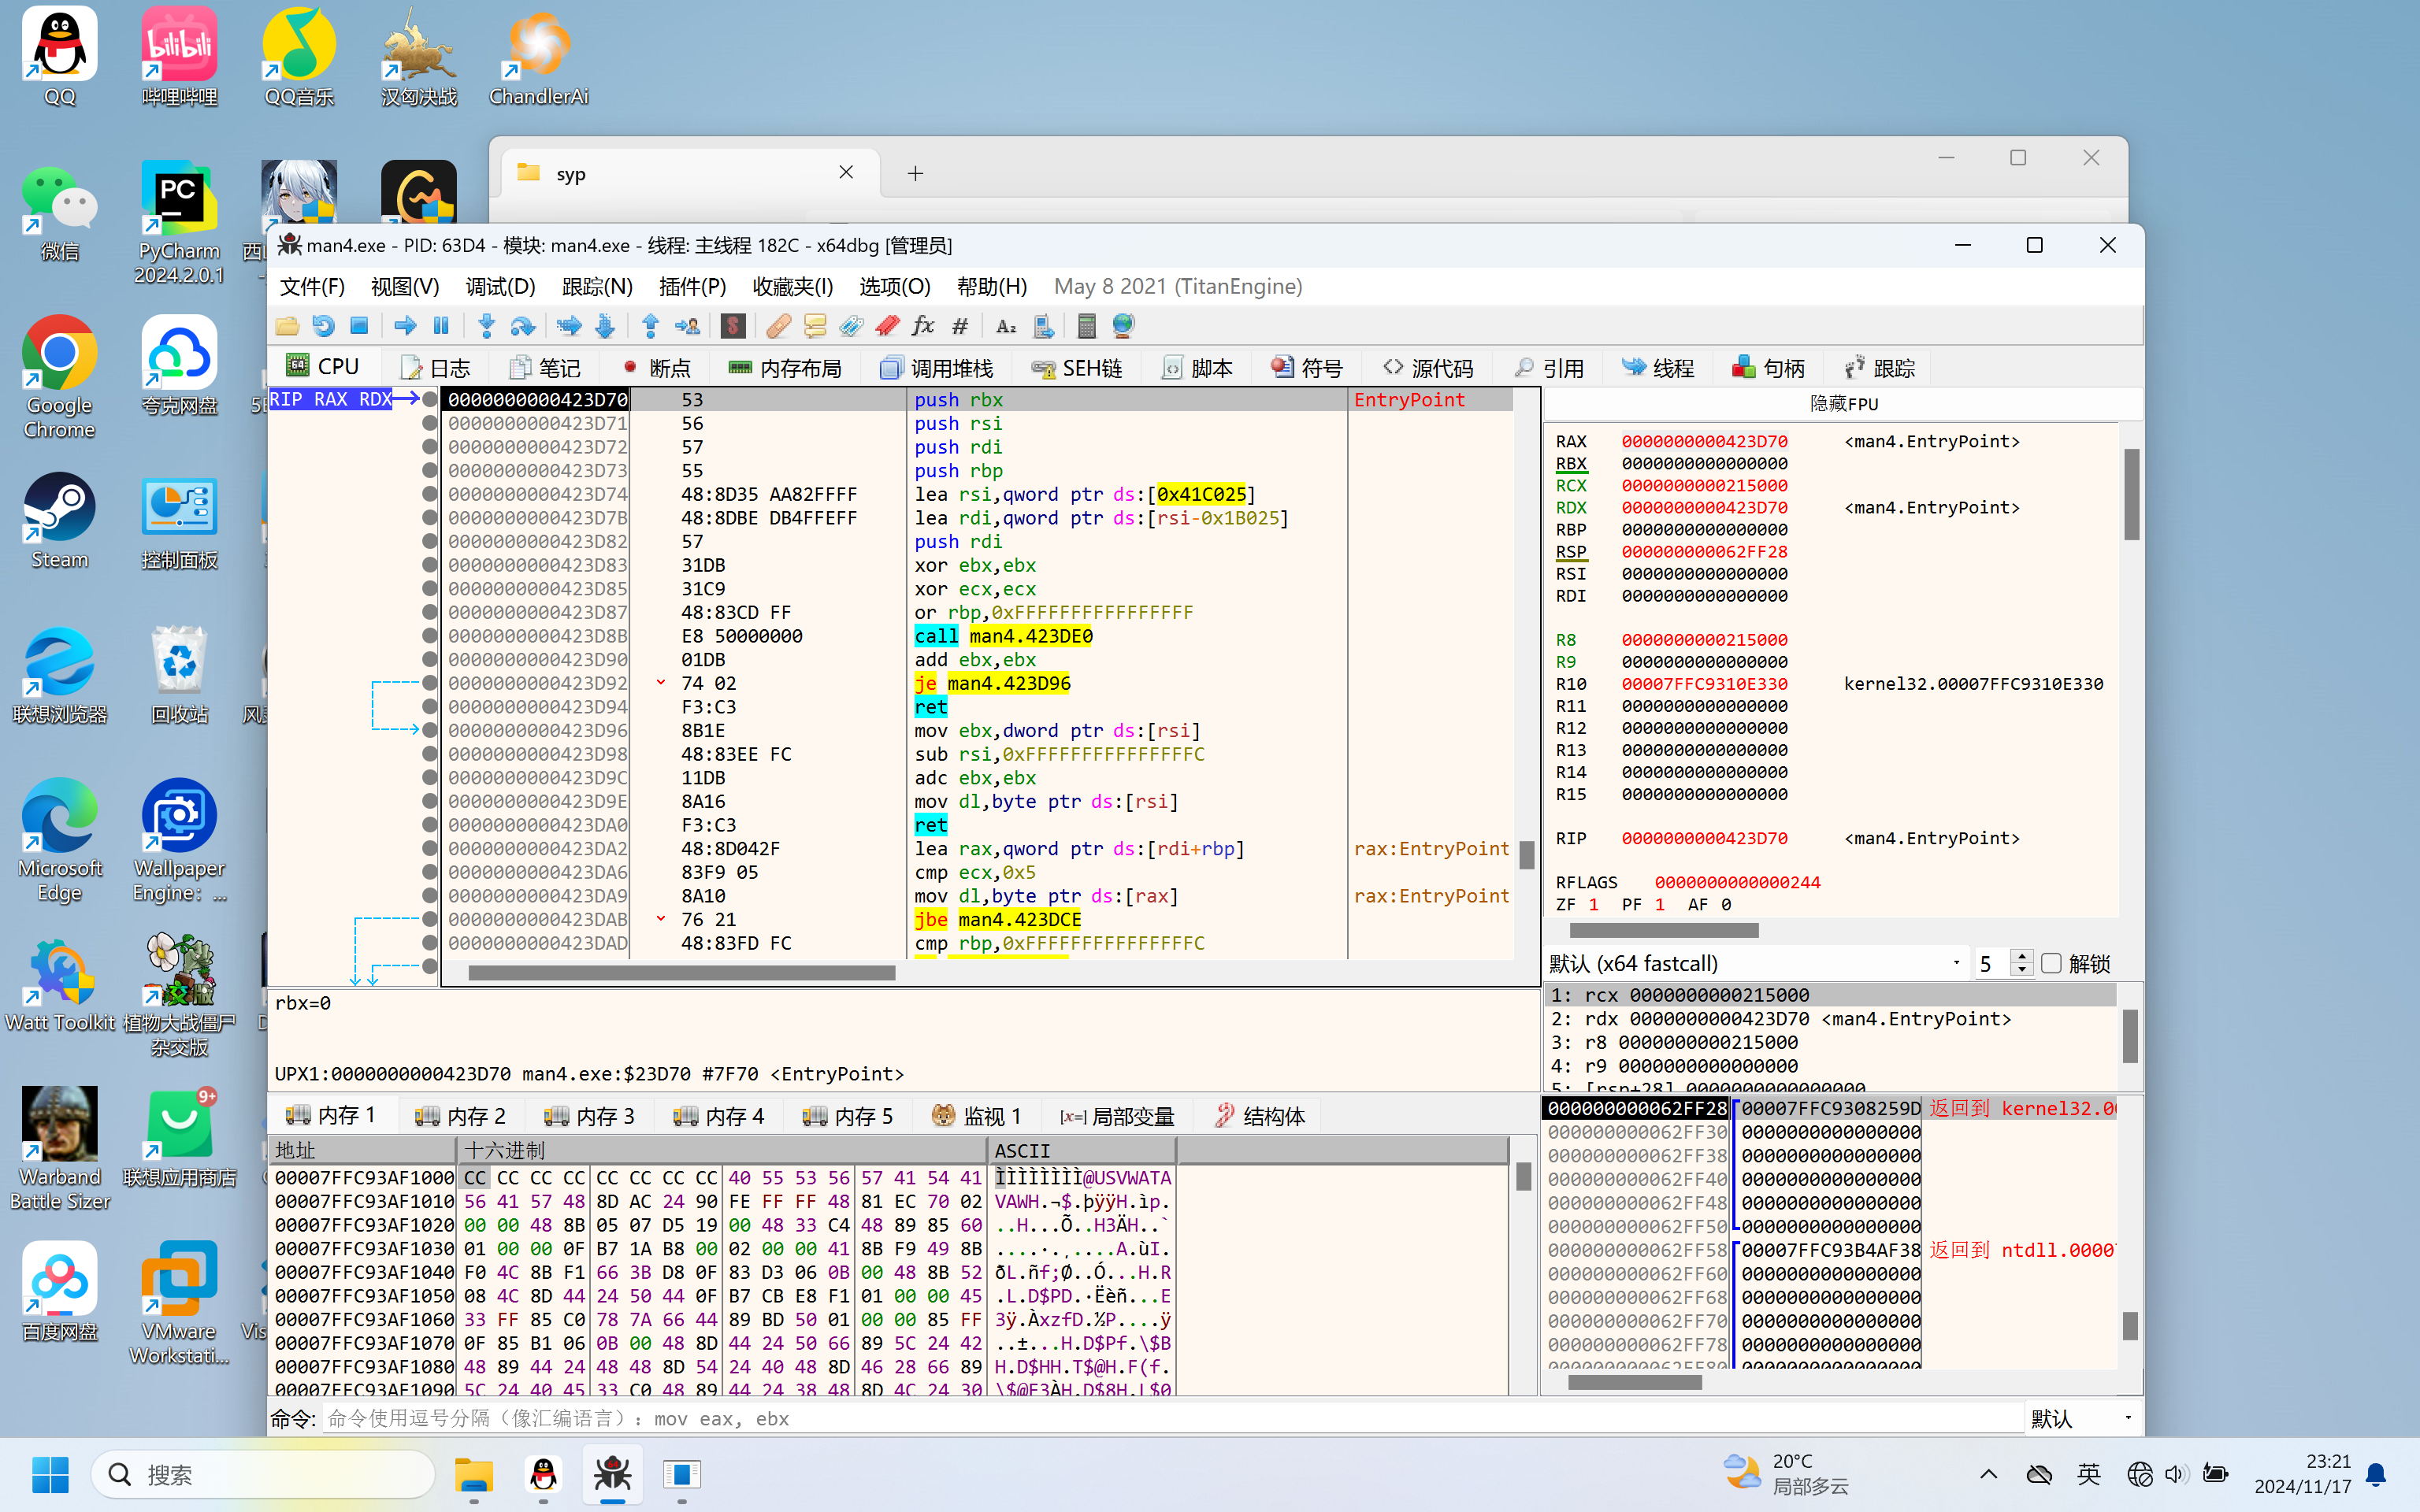 QQ
哔哩哔哩
QQ音乐
汉匈决战
ChandlerAi
微信
PyCharm
2024.2.0.1
Google
Chrome
夸克网盘
Steam
控制面板
联想浏览器
回收站
Microsoft
Edge
Wallpaper
Engine: ...
Watt Toolkit
植物大战僵尸
杂交版
Warband
Battle Sizer
联想应用商店
9+
百度网盘
VMware
Workstati...
syp
man4.exe - PID: 63D4 - 模块: man4.exe - 线程: 主线程 182C - x64dbg [管理员]
文件(F) 视图(V) 调试(D) 跟踪(N) 插件(P) 收藏夹(I) 选项(O) 帮助(H) May 8 2021 (TitanEngine)
CPU 日志 笔记 断点 内存布局 调用堆栈 SEH链 脚本 符号 源代码 引用 线程 句柄 跟踪
RIP RAX RDX
0000000000423D70 53 push rbx EntryPoint
0000000000423D71 56 push rsi
0000000000423D72 57 push rdi
0000000000423D73 55 push rbp
0000000000423D74 48:8D35 AA82FFFF lea rsi,qword ptr ds:[0x41C025]
0000000000423D7B 48:8DBE DB4FFEFF lea rdi,qword ptr ds:[rsi-0x1B025]
0000000000423D82 57 push rdi
0000000000423D83 31DB xor ebx,ebx
0000000000423D85 31C9 xor ecx,ecx
0000000000423D87 48:83CD FF or rbp,0xFFFFFFFFFFFFFFFF
0000000000423D8B E8 50000000 call man4.423DE0
0000000000423D90 01DB add ebx,ebx
0000000000423D92 74 02 je man4.423D96
0000000000423D94 F3:C3 ret
0000000000423D96 8B1E mov ebx,dword ptr ds:[rsi]
0000000000423D98 48:83EE FC sub rsi,0xFFFFFFFFFFFFFFFC
0000000000423D9C 11DB adc ebx,ebx
0000000000423D9E 8A16 mov dl,byte ptr ds:[rsi]
0000000000423DA0 F3:C3 ret
0000000000423DA2 48:8D042F lea rax,qword ptr ds:[rdi+rbp] rax:EntryPoint
0000000000423DA6 83F9 05 cmp ecx,0x5
0000000000423DA9 8A10 mov dl,byte ptr ds:[rax] rax:EntryPoint
0000000000423DAB 76 21 jbe man4.423DCE
0000000000423DAD 48:83FD FC cmp rbp,0xFFFFFFFFFFFFFFFC
rbx=0
UPX1:0000000000423D70 man4.exe:$23D70 #7F70 <EntryPoint>
隐藏FPU
RAX 0000000000423D70 <man4.EntryPoint>
RBX 0000000000000000
RCX 0000000000215000
RDX 0000000000423D70 <man4.EntryPoint>
RBP 0000000000000000
RSP 000000000062FF28
RSI 0000000000000000
RDI 0000000000000000
R8 0000000000215000
R9 0000000000000000
R10 00007FFC9310E330 kernel32.00007FFC9310E330
R11 0000000000000000
R12 0000000000000000
R13 0000000000000000
R14 0000000000000000
R15 0000000000000000
RIP 0000000000423D70 <man4.EntryPoint>
RFLAGS 0000000000000244
ZF 1 PF 1 AF 0
默认 (x64 fastcall) 5 解锁
1: rcx 0000000000215000
2: rdx 0000000000423D70 <man4.EntryPoint>
3: r8 0000000000215000
4: r9 0000000000000000
5: [rsp+28] 0000000000000000
内存 1 内存 2 内存 3 内存 4 内存 5 监视 1 [x=] 局部变量 结构体
地址 十六进制 ASCII
00007FFC93AF1000 CC CC CC CC CC CC CC CC 40 55 53 56 57 41 54 41 ÌÌÌÌÌÌÌÌ@USVWATA
00007FFC93AF1010 56 41 57 48 8D AC 24 90 FE FF FF 48 81 EC 70 02 VAWH.¬$.þÿÿH.ìp.
00007FFC93AF1020 00 00 48 8B 05 07 D5 19 00 48 33 C4 48 89 85 60 ..H...Õ..H3ÄH..`
00007FFC93AF1030 01 00 00 0F B7 1A B8 00 02 00 00 41 8B F9 49 8B ....·.¸....A.ùI.
00007FFC93AF1040 F0 4C 8B F1 66 3B D8 0F 83 D3 06 0B 00 48 8B 52 ðL.ñf;Ø..Ó...H.R
00007FFC93AF1050 08 4C 8D 44 24 50 44 0F B7 CB E8 F1 01 00 00 45 .L.D$PD.·Ëèñ...E
00007FFC93AF1060 33 FF 85 C0 78 7A 66 44 89 BD 50 01 00 00 85 FF 3ÿ.ÀxzfD.½P....ÿ
00007FFC93AF1070 0F 85 B1 06 0B 00 48 8D 44 24 50 66 89 5C 24 42 ..±...H.D$Pf.\$B
00007FFC93AF1080 48 89 44 24 48 48 8D 54 24 40 48 8D 46 28 66 89 H.D$HH.T$@H.F(f.
00007FFC93AF1090 5C 24 40 45 33 C0 48 89 44 24 38 48 8D 4C 24 30 \$@E3ÀH.D$8H.L$0
000000000062FF28 00007FFC9308259D 返回到 kernel32.0
000000000062FF30 0000000000000000
000000000062FF38 0000000000000000
000000000062FF40 0000000000000000
000000000062FF48 0000000000000000
000000000062FF50 0000000000000000
000000000062FF58 00007FFC93B4AF38 返回到 ntdll.0000
000000000062FF60 0000000000000000
000000000062FF68 0000000000000000
000000000062FF70 0000000000000000
000000000062FF78 0000000000000000
000000000062FF80 0000000000000000
命令: 命令使用逗号分隔（像汇编语言）: mov eax, ebx 默认
搜索
20°C
局部多云
英
23:21
2024/11/17